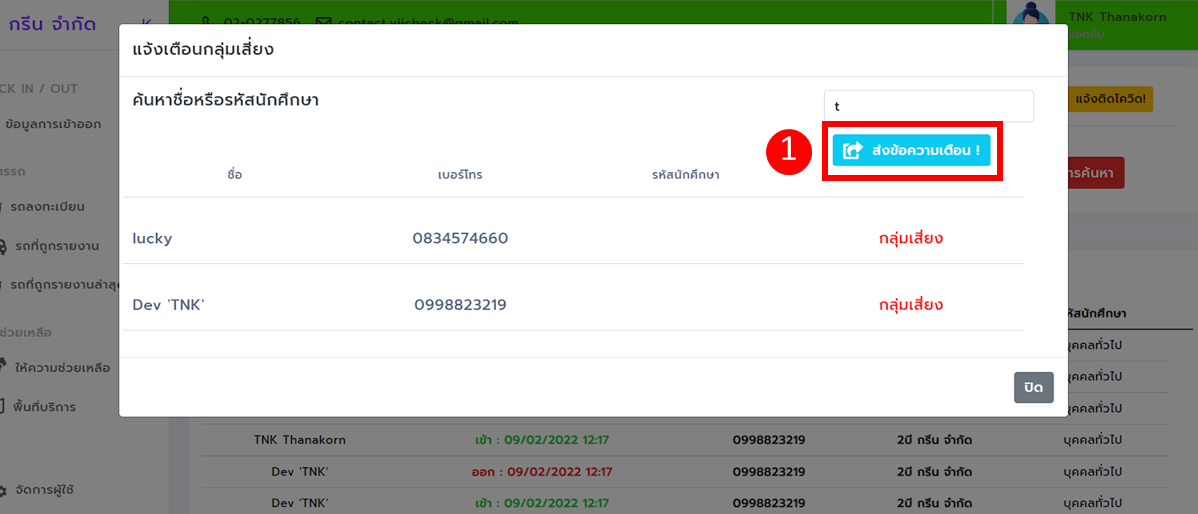 กรีน จำกัด
02-0277856 contact.viicheck@gmail.com
TNK Thanakorn
แอดมิน
แจ้งเตือนกลุ่มเสี่ยง
CK IN / OUT
ค้นหาชื่อหรือรหัสนักศึกษา
t
แจ้งติดโควิด!
ข้อมูลการเข้าออก
1
ส่งข้อความเตือน !
ชื่อ เบอร์โทร รหัสนักศึกษา
ารค้นหา
ารรถ
รถลงทะเบียน
lucky 0834574660 กลุ่มเสี่ยง
รถที่ถูกรายงาน
รถที่ถูกรายงานล่าสุด
Dev 'TNK' 0998823219 กลุ่มเสี่ยง
หัสนักศึกษา
ช่วยเหลือ
บุคคลทั่วไป
ให้ความช่วยเหลือ
บุคคลทั่วไป
ปิด
พื้นที่บริการ
บุคคลทั่วไป
TNK Thanakorn เข้า : 09/02/2022 12:17 0998823219 2บี กรีน จำกัด บุคคลทั่วไป
Dev 'TNK' ออก : 09/02/2022 12:17 0998823219 2บี กรีน จำกัด บุคคลทั่วไป
จัดการผู้ใช้
Dev 'TNK' เข้า : 09/02/2022 12:17 0998823219 2บี กรีน จำกัด บุคคลทั่วไป